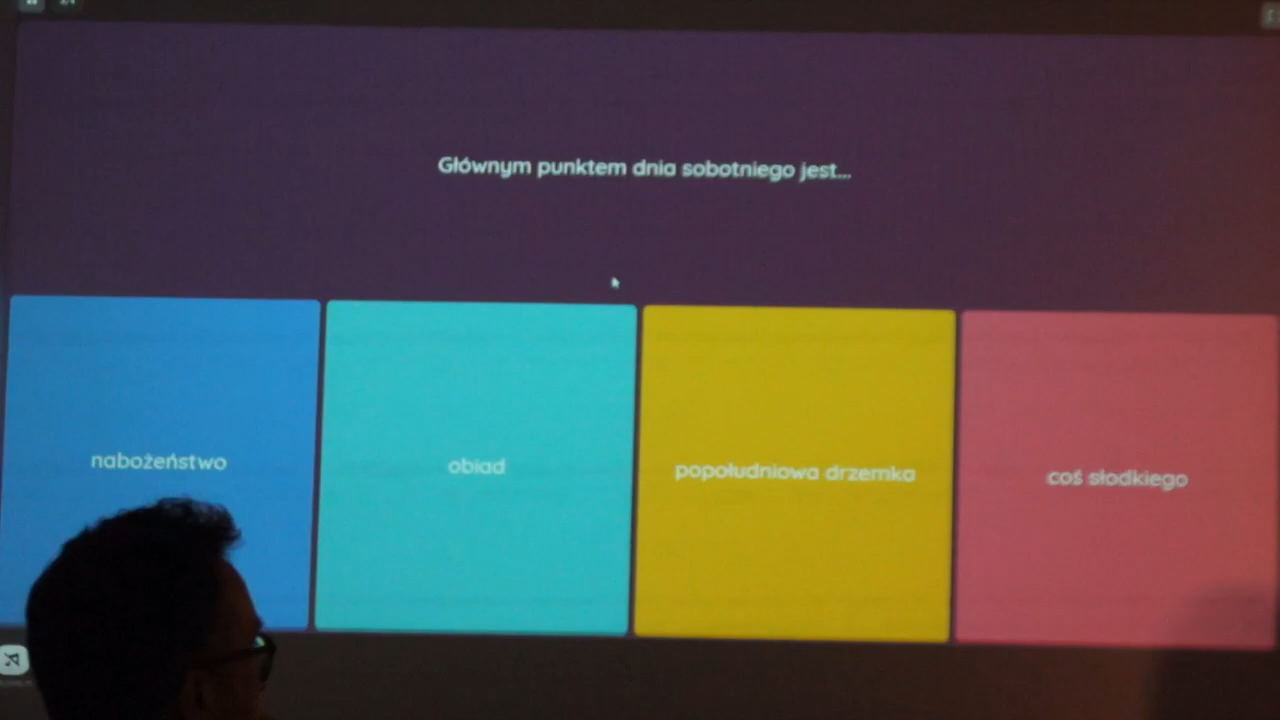 Głównym punktem dnia sobotniego jest...
nabożeństwo
obiad
popołudniowa drzemka
coś słodkiego